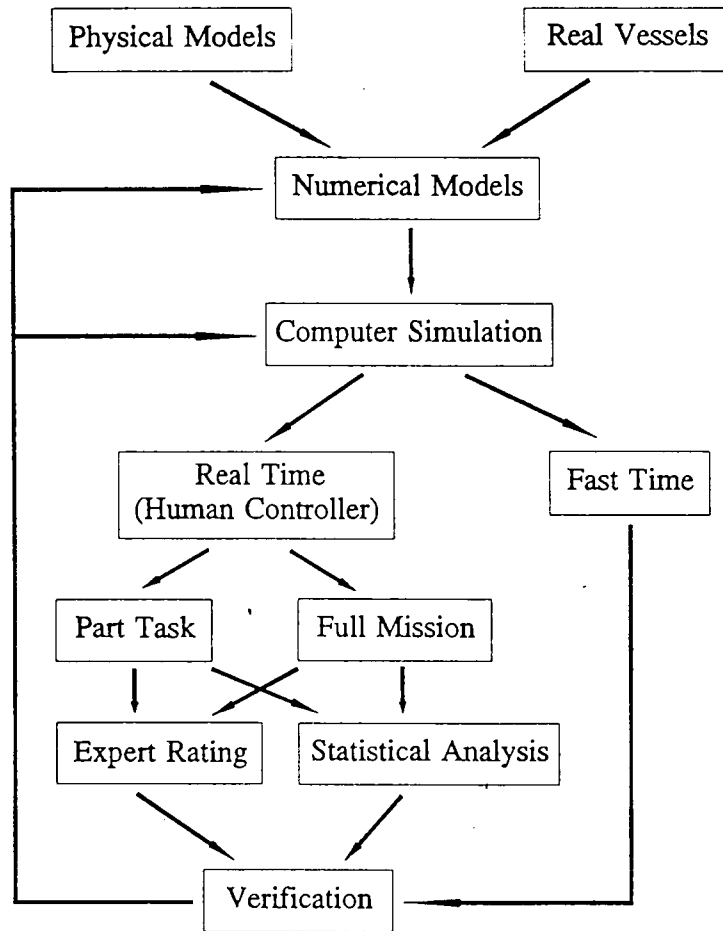 Physical Models
Real Vessels
Numerical Models
Computer Simulation
Real Time
(Human Controller)
Fast Time
Part Task
Full Mission
Expert Rating
Statistical Analysis
Verification